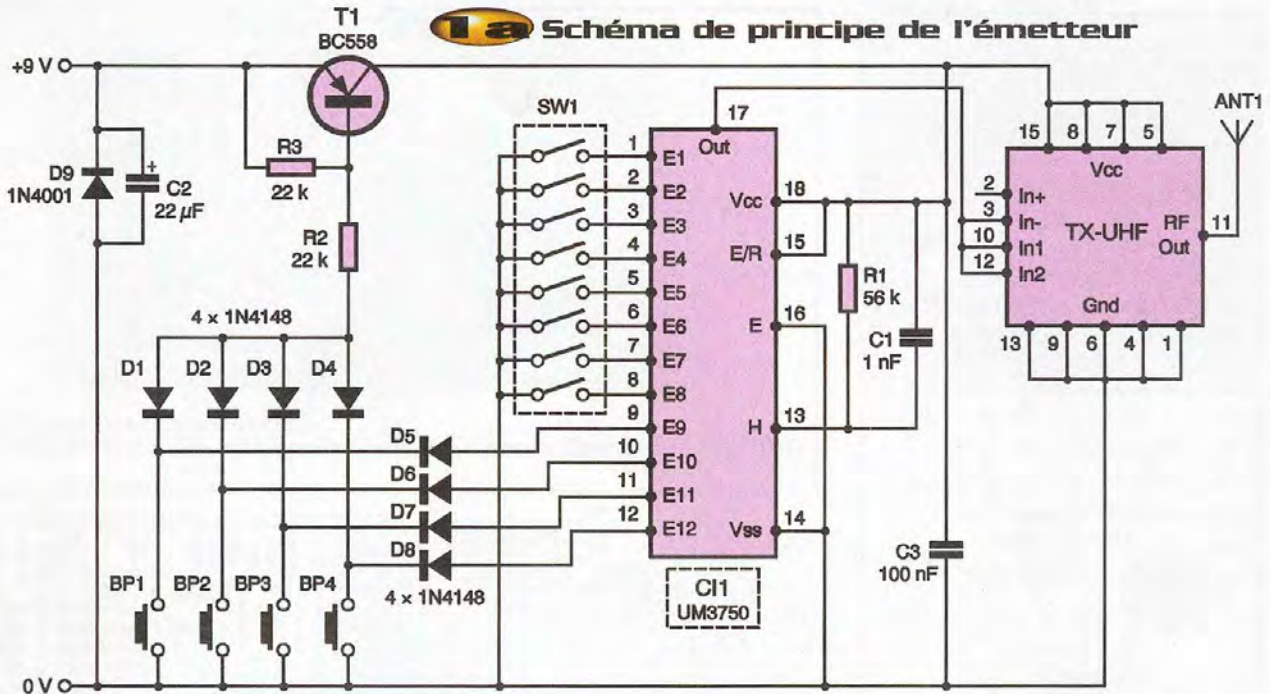 1a Schéma de principe de l'émetteur
T1
BC558
+9 V
D9
1N4001
+
C2
22 µF
R3
22 k
R2
22 k
4 × 1N4148
D1
D2
D3
D4
D5
D6
D7
D8
4 × 1N4148
BP1
BP2
BP3
BP4
0 V
SW1
1
2
3
4
5
6
7
8
9
10
11
12
17
Out
E1
E2
E3
E4
E5
E6
E7
E8
E9
E10
E11
E12
Vcc
E/R
E
H
Vss
18
15
16
13
14
CI1
UM3750
R1
56 k
C1
1 nF
C3
100 nF
15
8
7
5
Vcc
2
3
10
12
In+
In-
In1
In2
TX-UHF
RF
Out
11
ANT1
Gnd
13
9
6
4
1